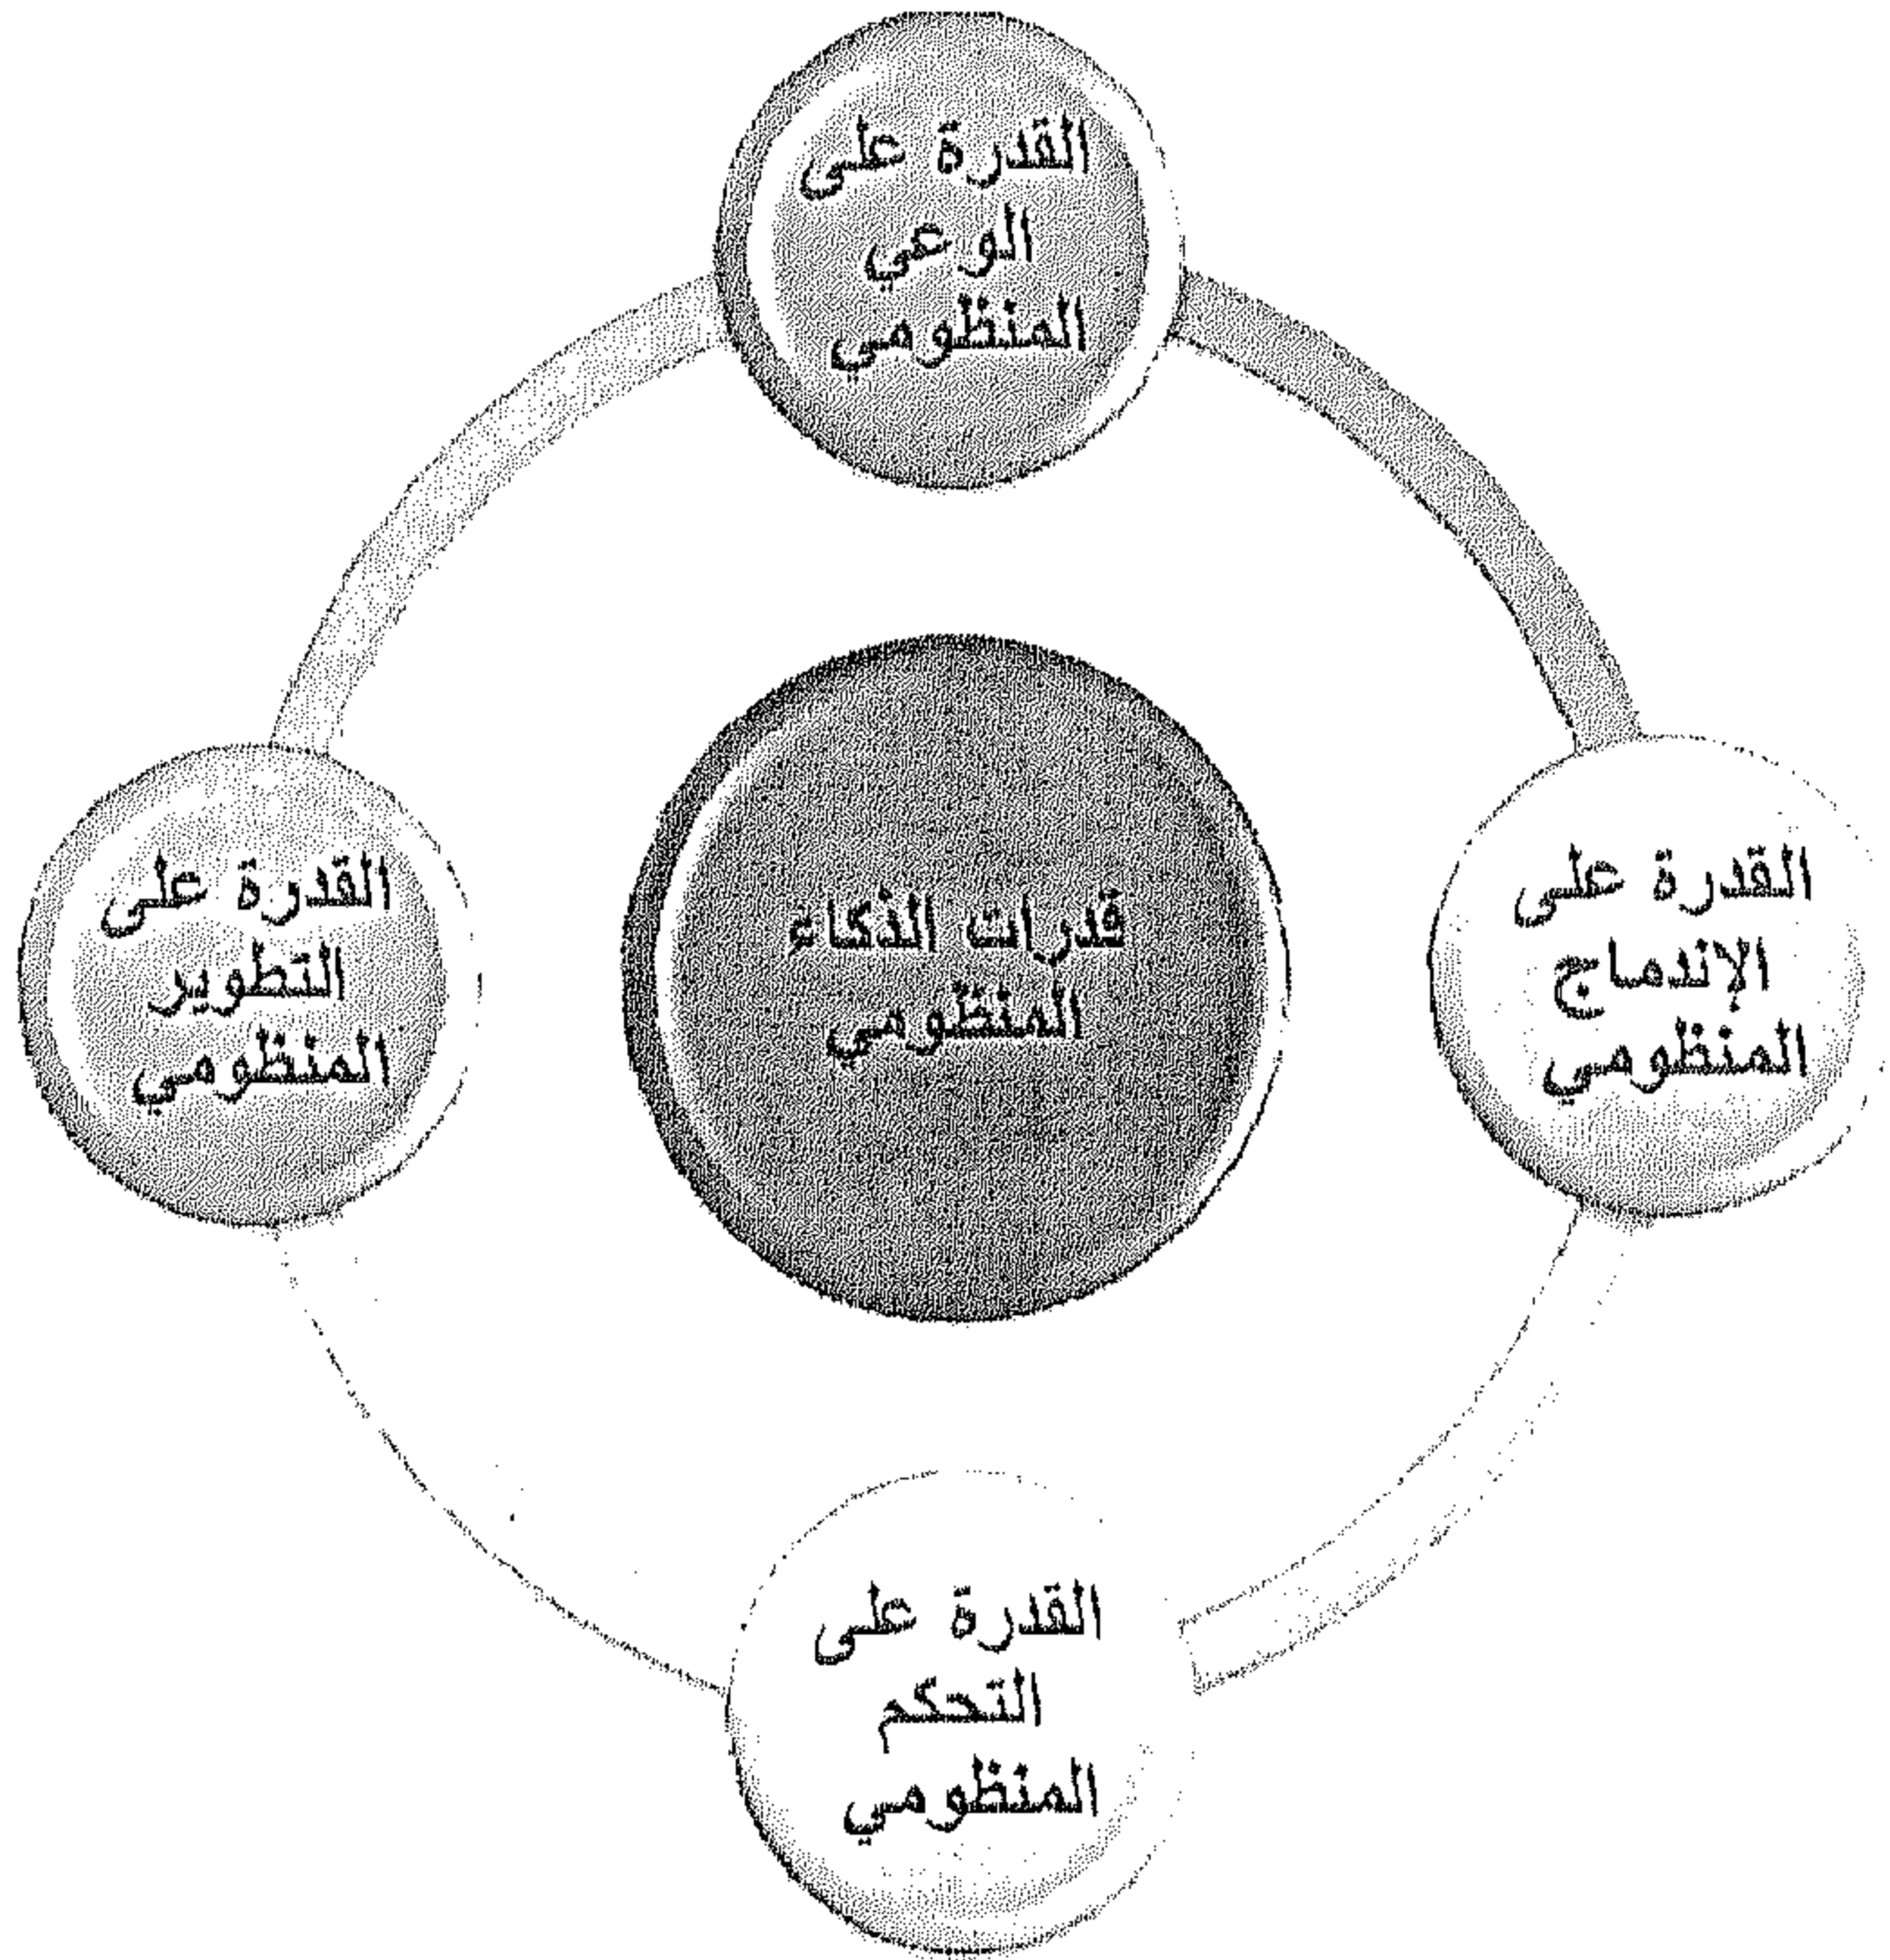 القدرة على
الوعي
المنظومي
القدرة على
الإندماج
المنظومي
قدرات الذكاء
المنظومي
القدرة على
التطوير
المنظومي
القدرة على
التحكم
المنظومي